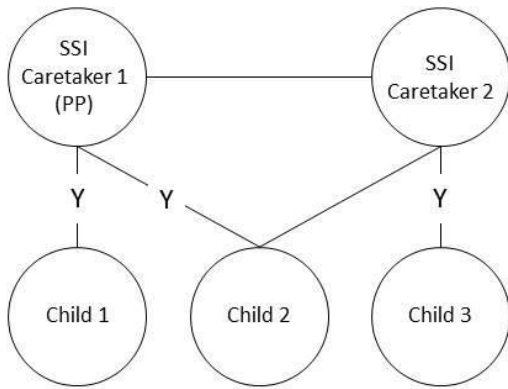 SSI
Caretaker 1
(PP)
SSI
Caretaker 2
Y
Y
Y
Child 1
Child 2
Child 3